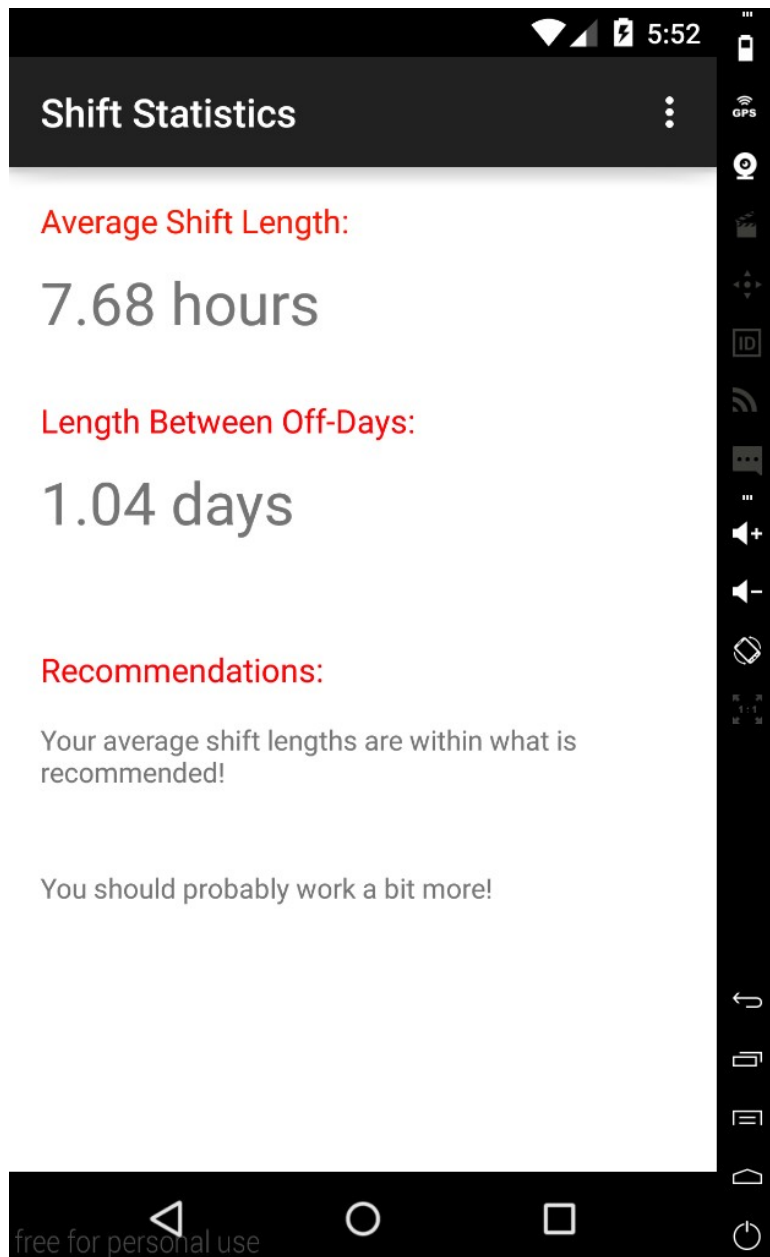 5:52
Shift Statistics
GPS
Average Shift Length:
7.68 hours
ID
Length Between Off-Days:
1.04 days
Recommendations:
1:1
Your average shift lengths are within what is
recommended!
You should probably work a bit more!
free for personal use